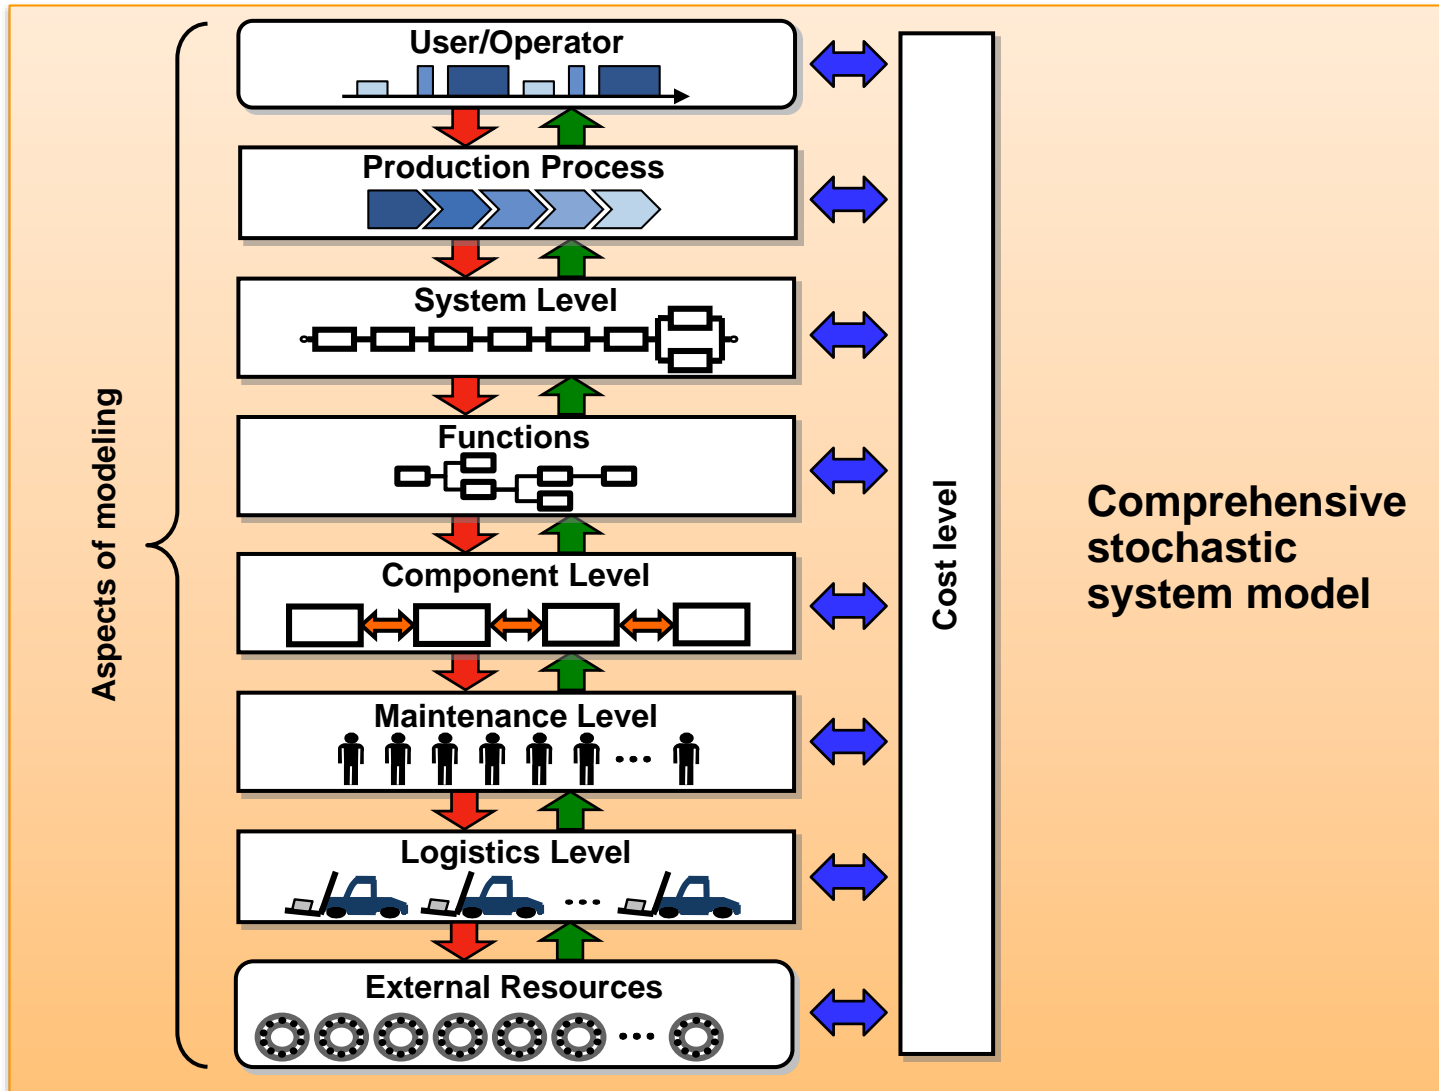 User/Operator
Production Process
System Level
Functions
Component Level
Maintenance Level
Logistics Level
External Resources
Aspects of modeling
Cost level
Comprehensive
stochastic
system model